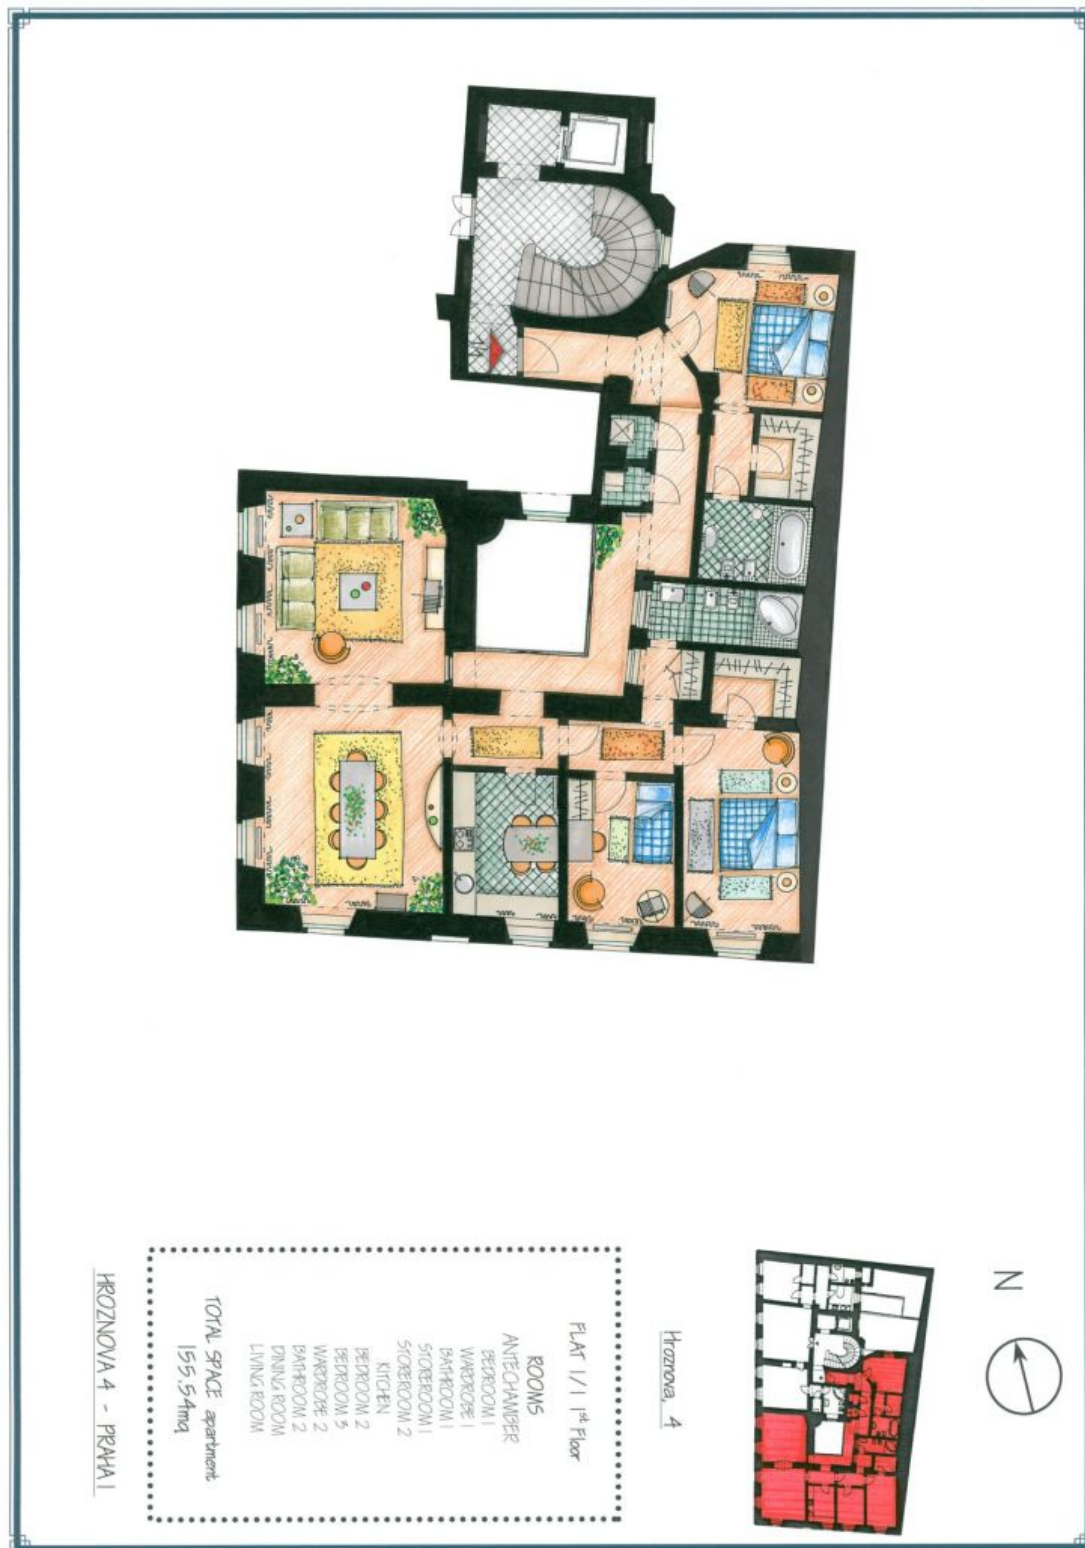 N
Hroznova, 4
FLAT 11/1 1st Floor
ROOMS
ANTECHAMBER
BEDROOM 1
WARDROBE 1
BATHROOM 1
STOREROOM 1
STOREROOM 2
KITCHEN
BEDROOM 2
BEDROOM 3
WARDROBE 2
BATHROOM 2
DINING ROOM
LIVING ROOM
TOTAL SPACE apartment
155,54mq
HROZNOVA 4 - PRAHA 1